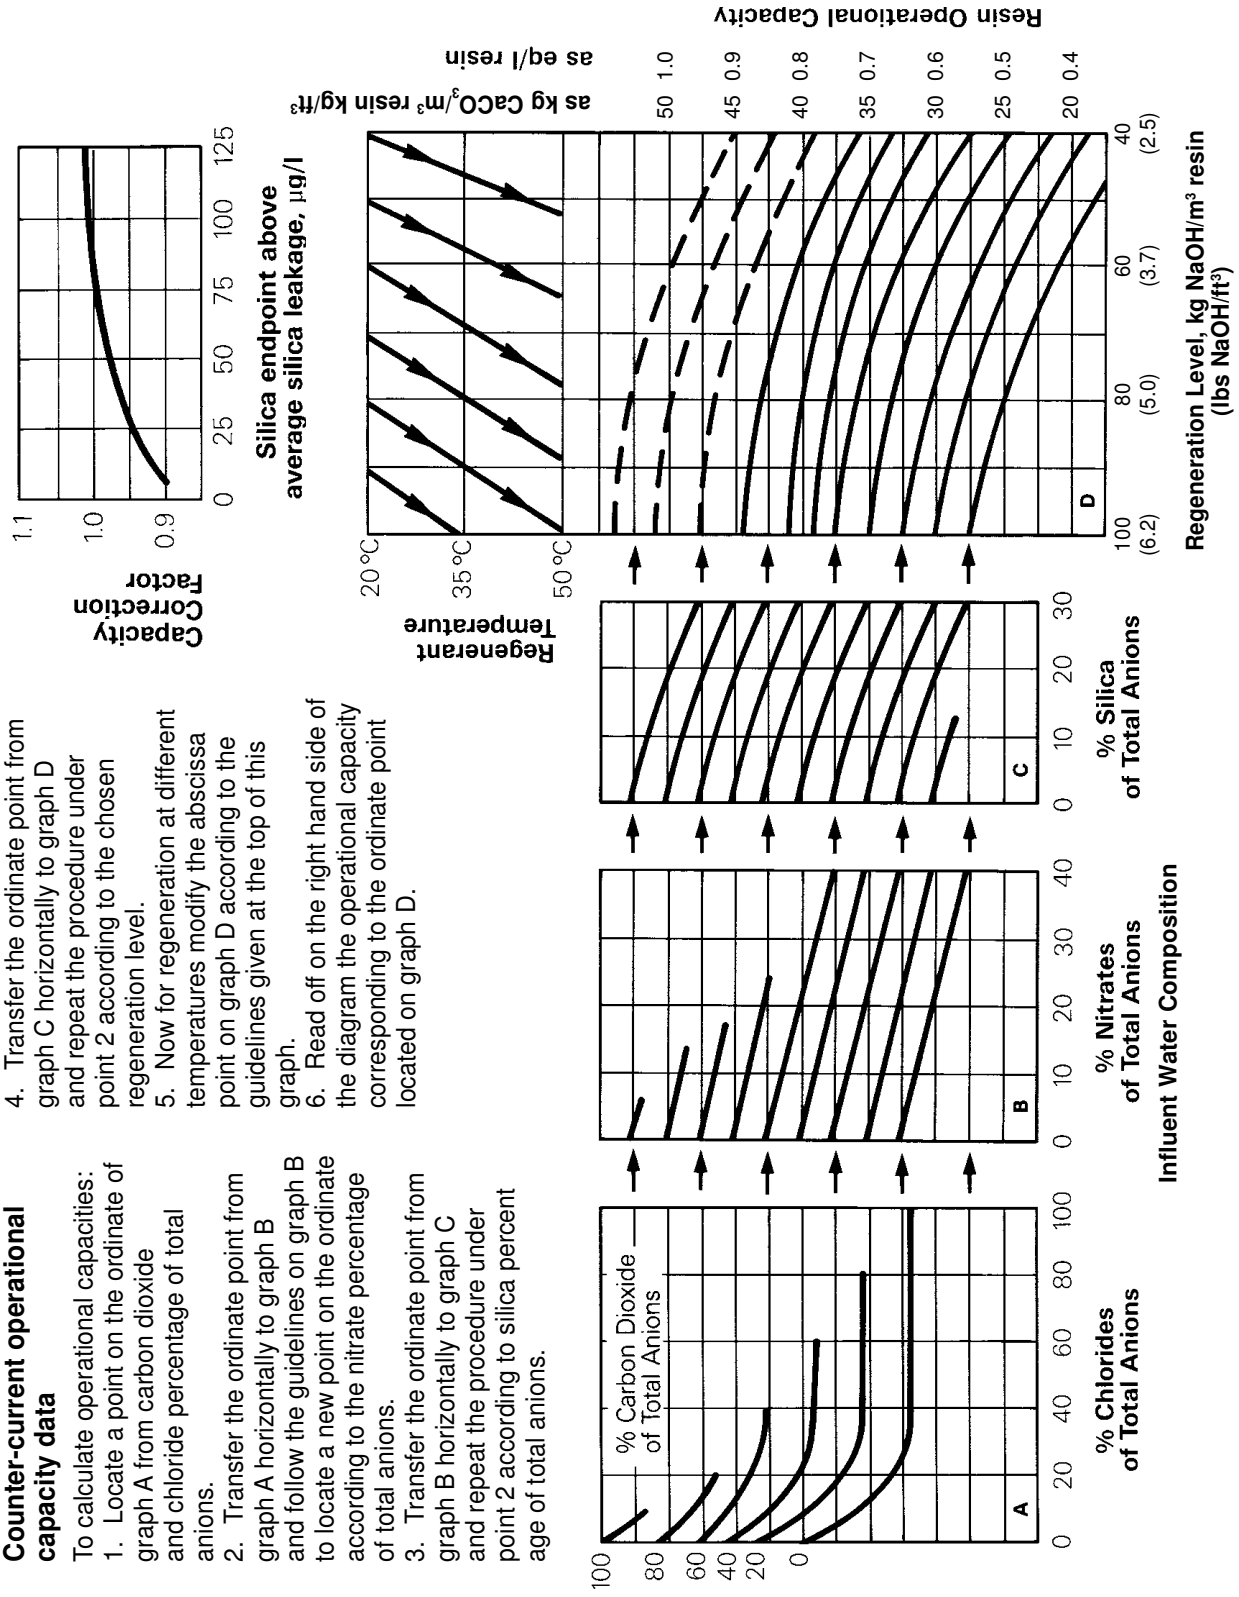 Counter-current operational
capacity data
To calculate operational capacities:
1. Locate a point on the ordinate of
graph A from carbon dioxide
and chloride percentage of total
anions.
2. Transfer the ordinate point from
graph A horizontally to graph B
and follow the guidelines on graph B
to locate a new point on the ordinate
according to the nitrate percentage
of total anions.
3. Transfer the ordinate point from
graph B horizontally to graph C
and repeat the procedure under
point 2 according to silica percent
age of total anions.
4. Transfer the ordinate point from
graph C horizontally to graph D
and repeat the procedure under
point 2 according to the chosen
regeneration level.
5. Now for regeneration at different
temperatures modify the abscissa
point on graph D according to the
guidelines given at the top of this
graph.
6. Read off on the right hand side of
the diagram the operational capacity
corresponding to the ordinate point
located on graph D.
Capacity
Correction
Factor
1.1
1.0
0.9
0 25 50 75 100 125
Silica endpoint above
average silica leakage, µg/l
Regenerant
Temperature
20 °C
35 °C
50 °C
as kg CaCO₃/m³ resin kg/ft³
as eq/l resin
Resin Operational Capacity
50 1.0
45 0.9
40 0.8
35 0.7
30 0.6
25 0.5
20 0.4
% Carbon Dioxide
of Total Anions
100
80
60
40
20
0
A
0 20 40 60 80 100
% Chlorides
of Total Anions
B
0 10 20 30 40
% Nitrates
of Total Anions
Influent Water Composition
C
0 10 20 30
% Silica
of Total Anions
D
100 80 60 40
(6.2) (5.0) (3.7) (2.5)
Regeneration Level, kg NaOH/m³ resin
(lbs NaOH/ft³)